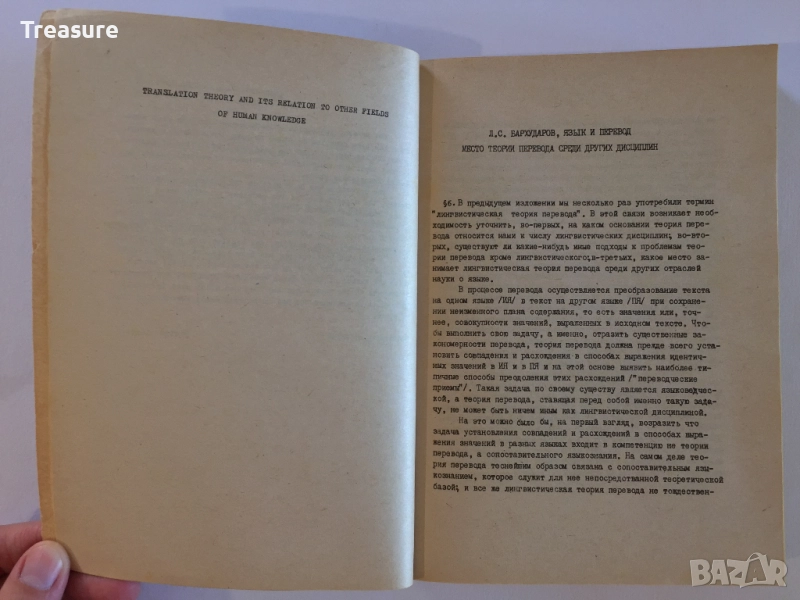 Treasure
TRANSLATION THEORY AND ITS RELATION TO OTHER FIELDS
OF HUMAN KNOWLEDGE
Л.С. БАРХУДАРОВ, ЯЗЫК И ПЕРЕВОД
МЕСТО ТЕОРИИ ПЕРЕВОДА СРЕДИ ДРУГИХ ДИСЦИПЛИН
§6. В предыдущем изложении мы несколько раз употребили термин
"лингвистическая теория перевода". В этой связи возникает необ-
ходимость уточнить, во-первых, на каком основании теория пере-
вода относится нами к числу лингвистических дисциплин; во-вто-
рых, существуют ли какие-нибудь иные подходы к проблемам тео-
рии перевода кроме лингвистического; в-третьих, какое место за-
нимает лингвистическая теория перевода среди других отраслей
науки о языке.
В процессе перевода осуществляется преобразование текста
на одном языке /ИЯ/ в текст на другом языке /ПЯ/ при сохране-
нии неизменного плана содержания, то есть значения или, точ-
нее, совокупности значений, выраженных в исходном тексте. Что-
бы выполнить свою задачу, а именно, отразить существенные за-
кономерности перевода, теория перевода должна прежде всего уста-
новить совпадения и расхождения в способах выражения идентич-
ных значений в ИЯ и в ПЯ и на этой основе выявить наиболее ти-
пичные способы преодоления этих расхождений /"переводческие
приемы"/. Такая задача по своему существу является языковедчес-
кой, а теория перевода, ставящая перед собой именно такую зада-
чу, не может быть ничем иным как лингвистической дисциплиной.
На это можно было бы, на первый взгляд, возразить что
задача установления совпадений и расхождений в способах выра-
жения значений в разных языках входит в компетенцию не теории
перевода, а сопоставительного языкознания. На самом деле тео-
рия перевода теснейшим образом связана с сопоставительным язы-
кознанием, которое служит для нее непосредственной теоретической
базой; и все же лингвистическая теория перевода не тождествен-
BAZAR